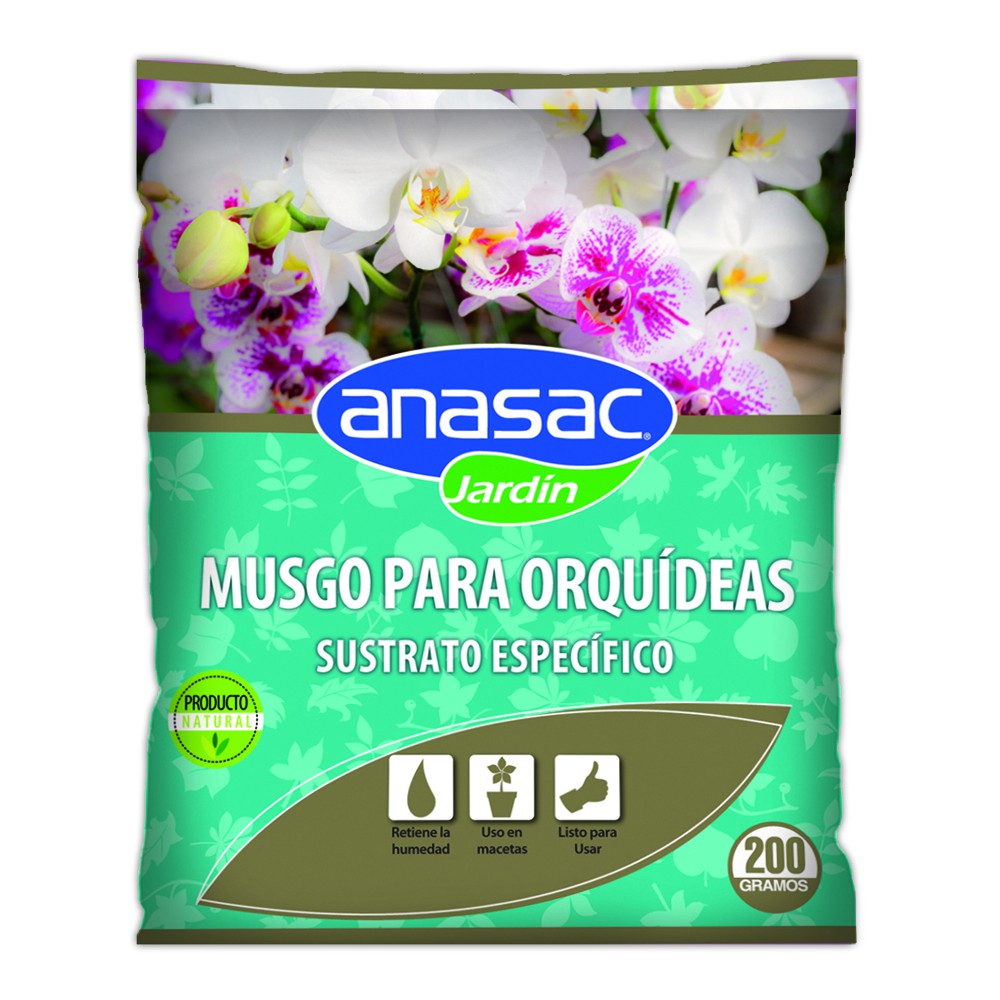 anasac®
Jardín
MUSGO PARA ORQUÍDEAS
SUSTRATO ESPECÍFICO
PRODUCTO
NATURAL
Retiene la
humedad
Uso en
macetas
Listo para
Usar
200
GRAMOS